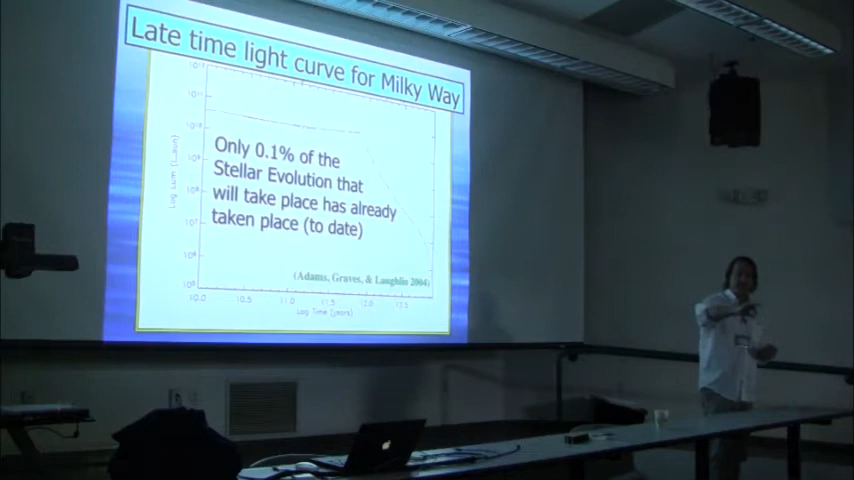 Late time light curve for Milky Way
Only 0.1% of the
Stellar Evolution that
will take place has already
taken place (to date)
(Adams, Graves, & Laughlin 2004)
10.0 10.5 11.0 11.5 12.0 12.5
Log Time (years)